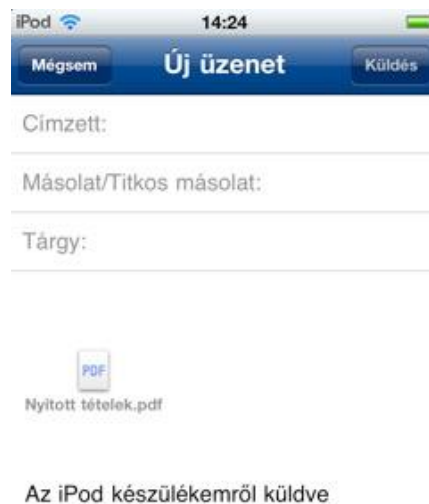 iPod 14:24
Mégsem Új üzenet Küldés
Címzett:
Másolat/Titkos másolat:
Tárgy:
PDF
Nyitott tételek.pdf
Az iPod készülékemről küldve